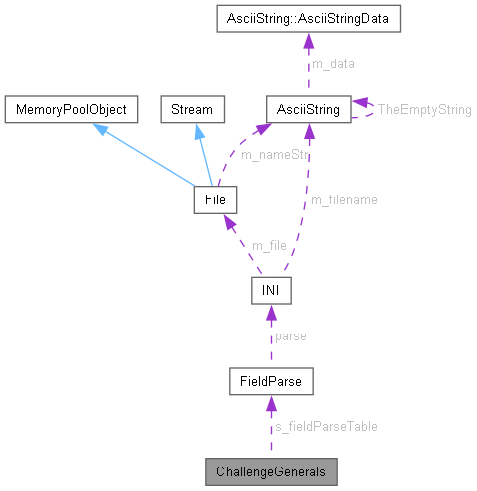 AsciiString::AsciiStringData
m_data
MemoryPoolObject
Stream
AsciiString
TheEmptyString
m_nameStr
File
m_filename
m_file
INI
parse
FieldParse
s_fieldParseTable
ChallengeGenerals